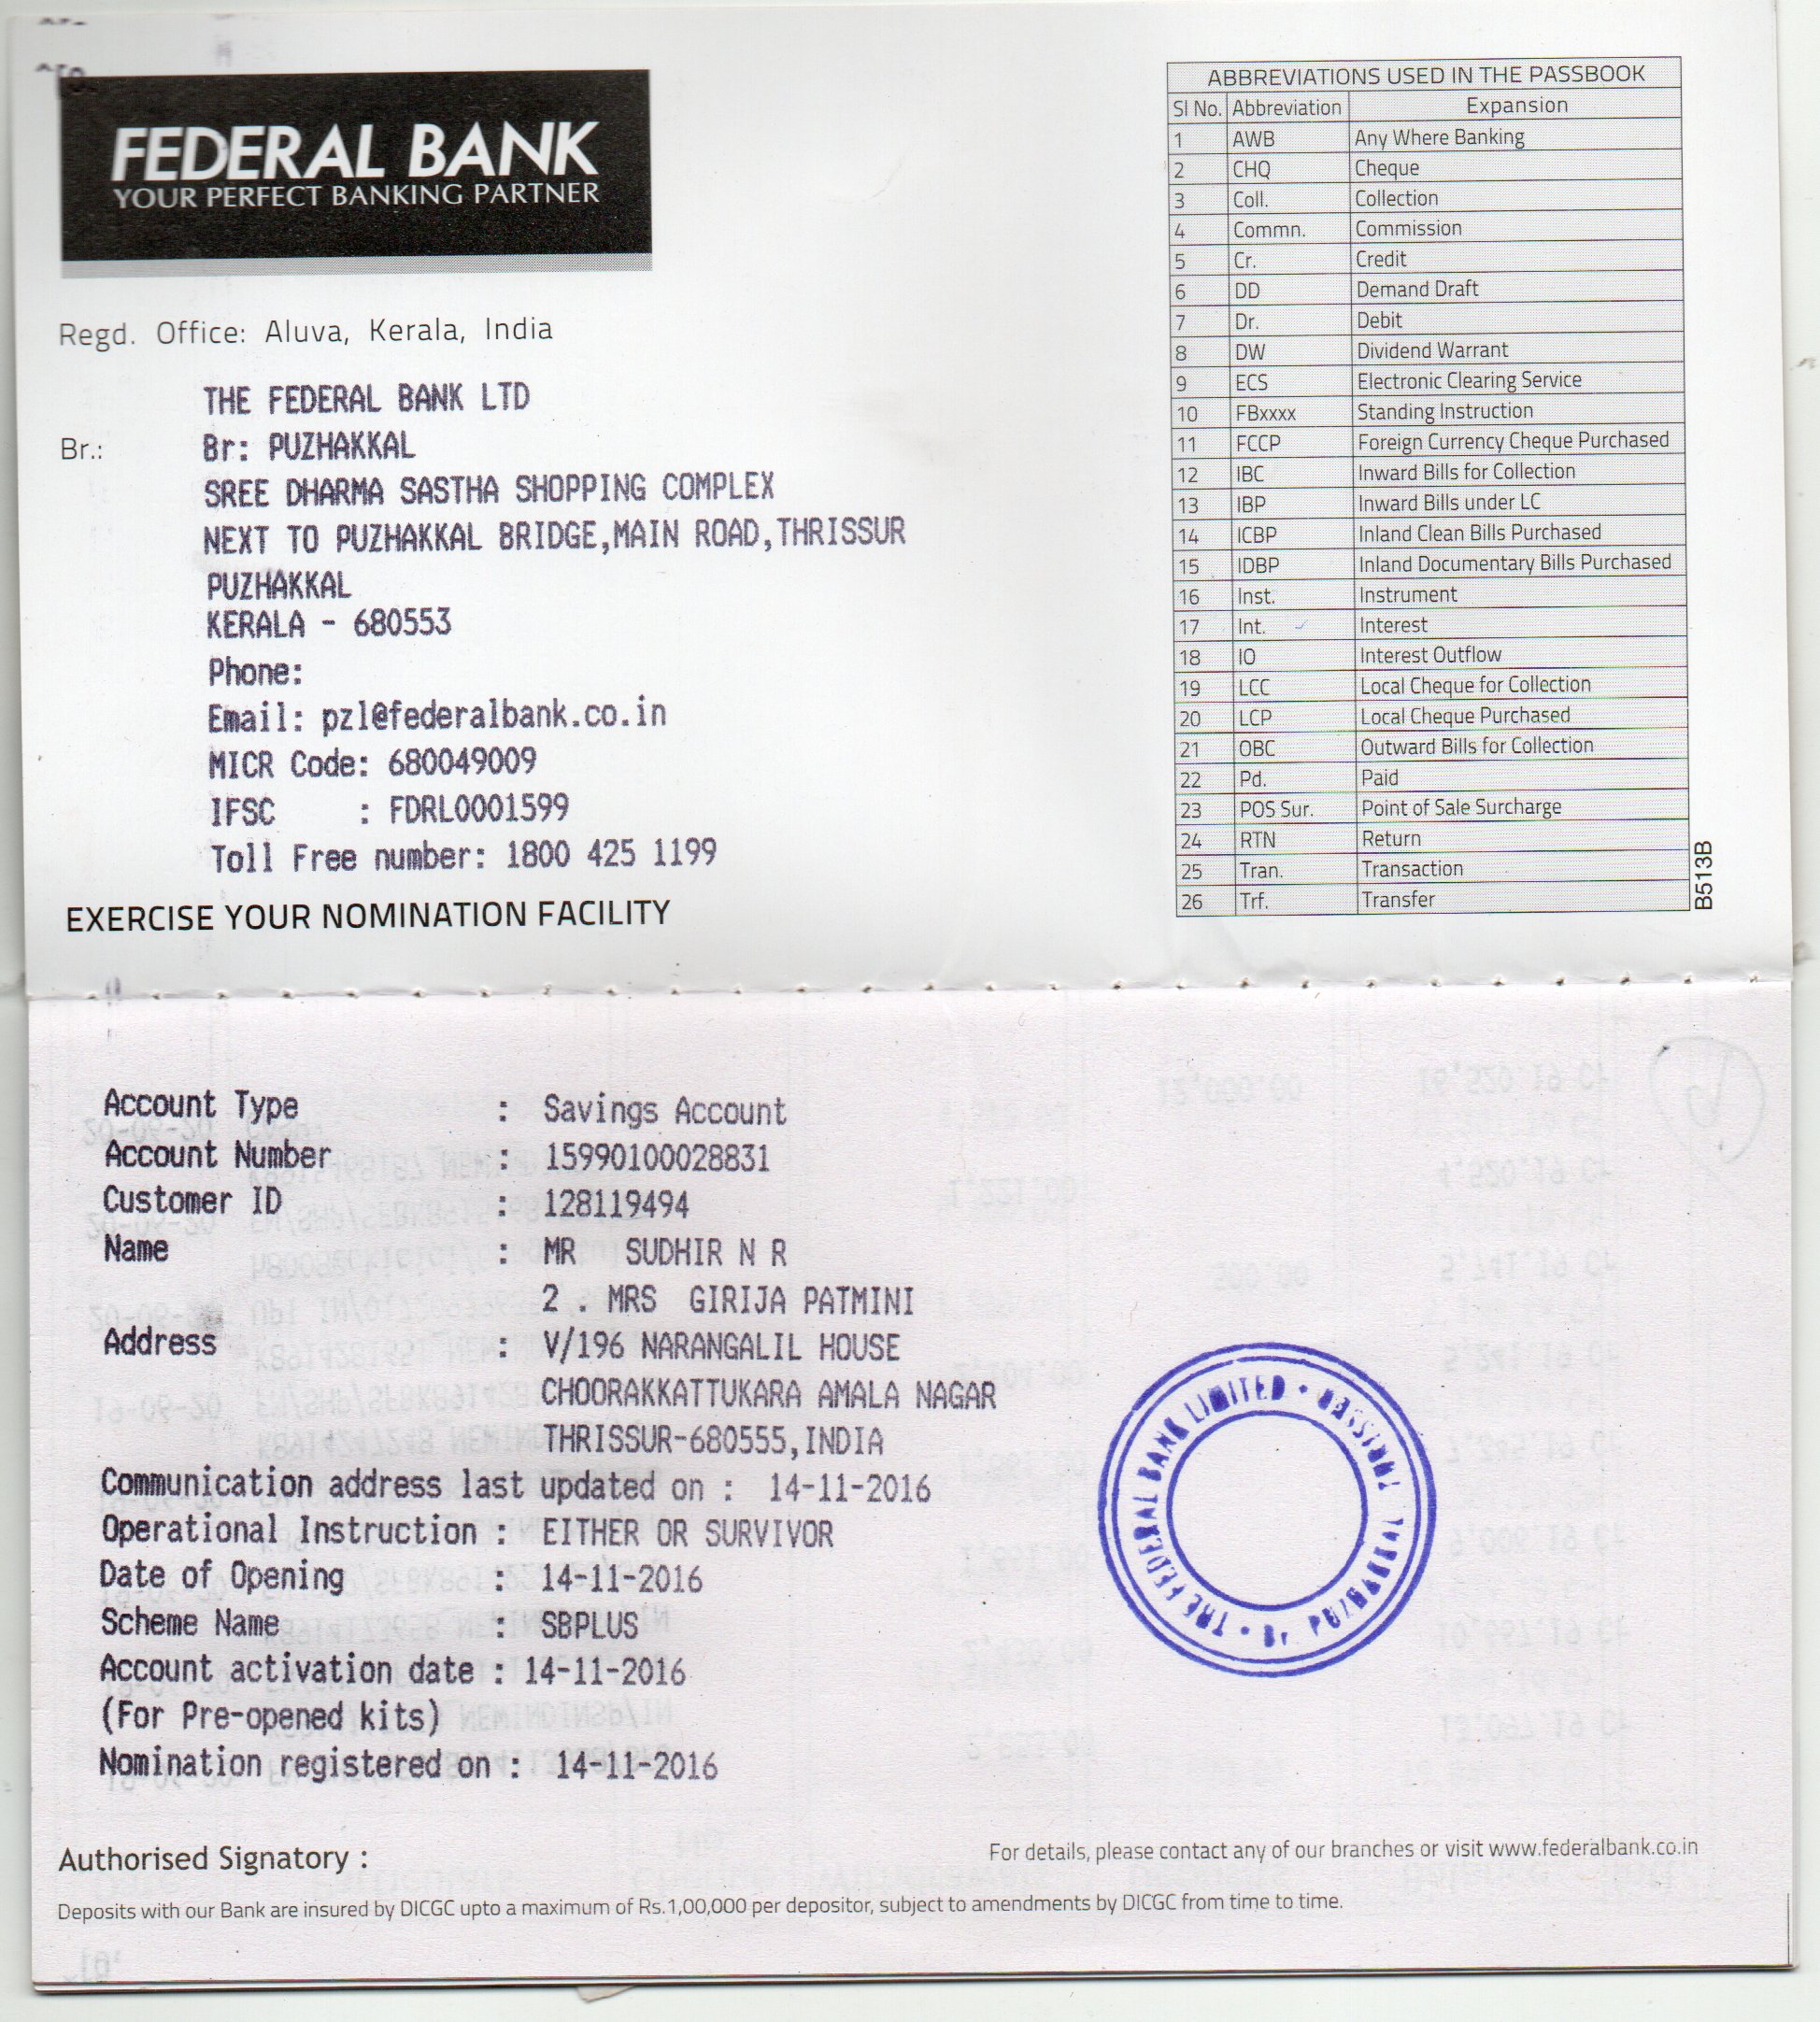 FEDERAL BANK
YOUR PERFECT BANKING PARTNER
Regd. Office: Aluva, Kerala, India
THE FEDERAL BANK LTD
Br.: Br: PUZHAKKAL
SREE DHARMA SASTHA SHOPPING COMPLEX
NEXT TO PUZHAKKAL BRIDGE,MAIN ROAD,THRISSUR
PUZHAKKAL
KERALA - 680553
Phone:
Email: pzl@federalbank.co.in
MICR Code: 680049009
IFSC : FDRL0001599
Toll Free number: 1800 425 1199
EXERCISE YOUR NOMINATION FACILITY
ABBREVIATIONS USED IN THE PASSBOOK
Sl No. Abbreviation Expansion
1 AWB Any Where Banking
2 CHQ Cheque
3 Coll. Collection
4 Commn. Commission
5 Cr. Credit
6 DD Demand Draft
7 Dr. Debit
8 DW Dividend Warrant
9 ECS Electronic Clearing Service
10 FBxxxx Standing Instruction
11 FCCP Foreign Currency Cheque Purchased
12 IBC Inward Bills for Collection
13 IBP Inward Bills under LC
14 ICBP Inland Clean Bills Purchased
15 IDBP Inland Documentary Bills Purchased
16 Inst. Instrument
17 Int. Interest
18 IO Interest Outflow
19 LCC Local Cheque for Collection
20 LCP Local Cheque Purchased
21 OBC Outward Bills for Collection
22 Pd. Paid
23 POS Sur. Point of Sale Surcharge
24 RTN Return
25 Tran. Transaction
26 Trf. Transfer
B513B
Account Type : Savings Account
Account Number : 15990100028831
Customer ID : 128119494
Name : MR SUDHIR N R
2 . MRS GIRIJA PATMINI
Address : V/196 NARANGALIL HOUSE
CHOORAKKATTUKARA AMALA NAGAR
THRISSUR-680555,INDIA
Communication address last updated on : 14-11-2016
Operational Instruction : EITHER OR SURVIVOR
Date of Opening : 14-11-2016
Scheme Name : SBPLUS
Account activation date : 14-11-2016
(For Pre-opened kits)
Nomination registered on : 14-11-2016
THE FEDERAL BANK LIMITED • THRISSUR • Br PUZHAKKAL
Authorised Signatory :
For details, please contact any of our branches or visit www.federalbank.co.in
Deposits with our Bank are insured by DICGC upto a maximum of Rs.1,00,000 per depositor, subject to amendments by DICGC from time to time.